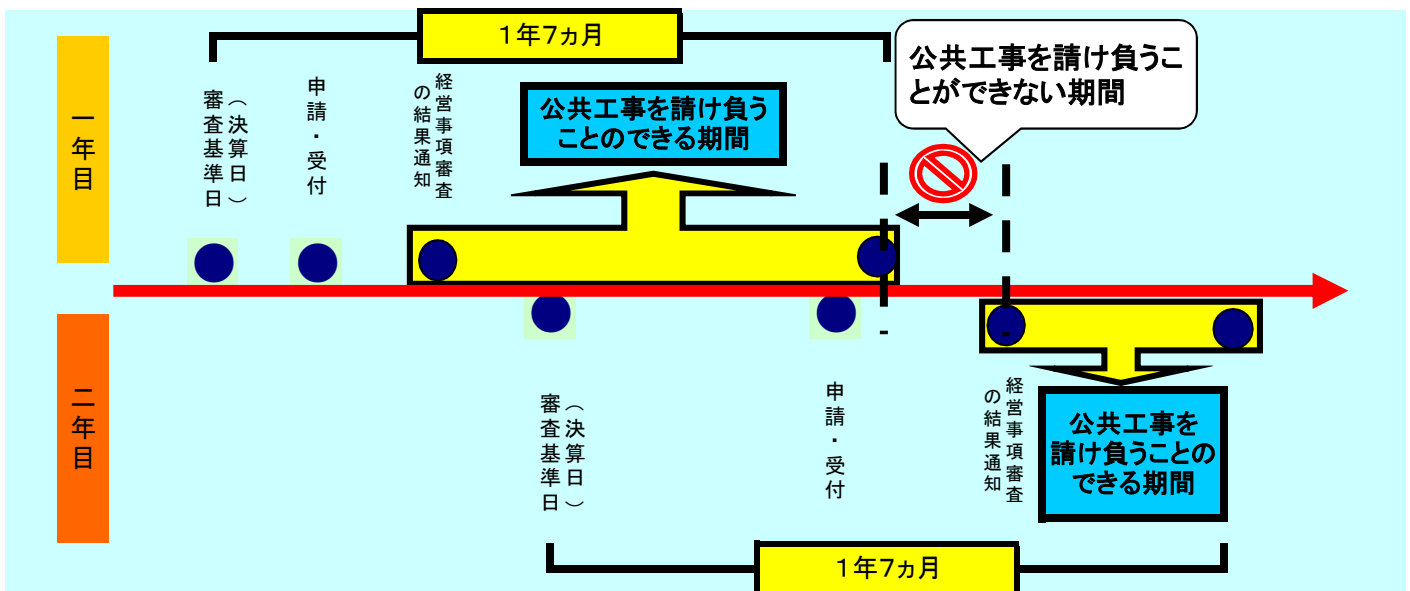 1年7ヵ月
公共工事を請け負うこ
とができない期間
一年目
審査基準日
（決算日）
申請・受付
経営事項審査
の結果通知
公共工事を請け負う
ことのできる期間
二年目
審査基準日
（決算日）
申請・受付
経営事項審査
の結果通知
公共工事を
請け負うことの
できる期間
1年7ヵ月